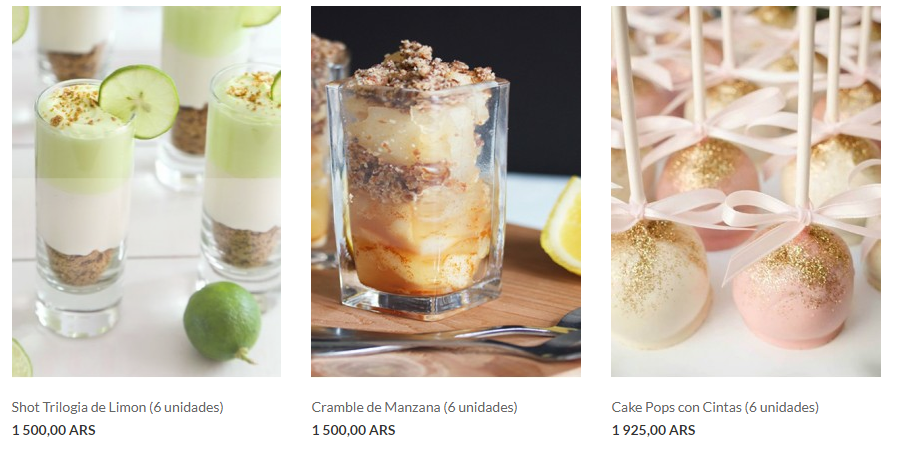 Shot Trilogia de Limon (6 unidades)
1 500,00 ARS
Cramble de Manzana (6 unidades)
1 500,00 ARS
Cake Pops con Cintas (6 unidades)
1 925,00 ARS